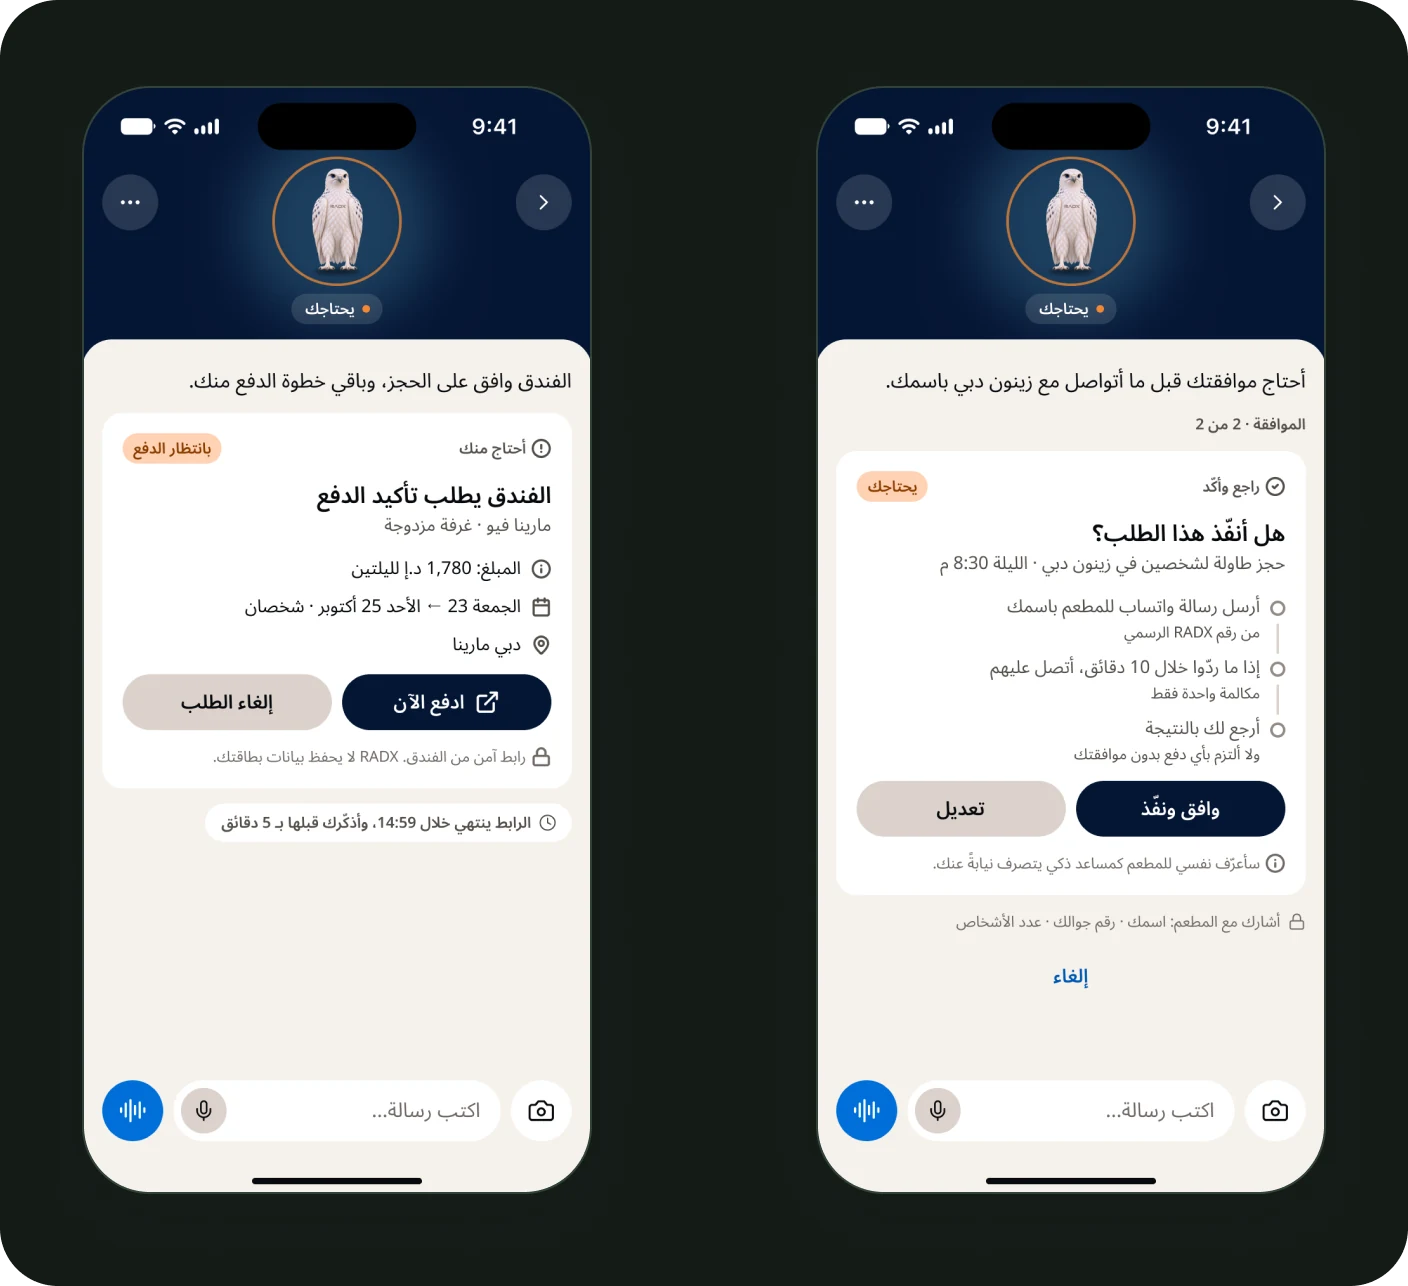 9:41
يحتاجك
أحتاج موافقتك قبل ما أتواصل مع زينون دبي باسمك.
الموافقة · 2 من 2
راجع وأكّد
يحتاجك
هل أنفّذ هذا الطلب؟
حجز طاولة لشخصين في زينون دبي · الليلة 8:30 م
أرسل رسالة واتساب للمطعم باسمك
من رقم RADX الرسمي
إذا ما ردّوا خلال 10 دقائق، أتصل عليهم
مكالمة واحدة فقط
أرجع لك بالنتيجة
ولا ألتزم بأي دفع بدون موافقتك
وافق ونفّذ
تعديل
سأعرّف نفسي للمطعم كمساعد ذكي يتصرف نيابةً عنك.
أشارك مع المطعم: اسمك · رقم جوالك · عدد الأشخاص
إلغاء
اكتب رسالة...
9:41
يحتاجك
الفندق وافق على الحجز، وباقي خطوة الدفع منك.
أحتاج منك
بانتظار الدفع
الفندق يطلب تأكيد الدفع
مارينا فيو · غرفة مزدوجة
المبلغ: 1,780 د.إ لليلتين
الجمعة 23 ← الأحد 25 أكتوبر · شخصان
دبي مارينا
ادفع الآن
إلغاء الطلب
رابط آمن من الفندق. RADX لا يحفظ بيانات بطاقتك.
الرابط ينتهي خلال 14:59، وأذكّرك قبلها بـ 5 دقائق
اكتب رسالة...